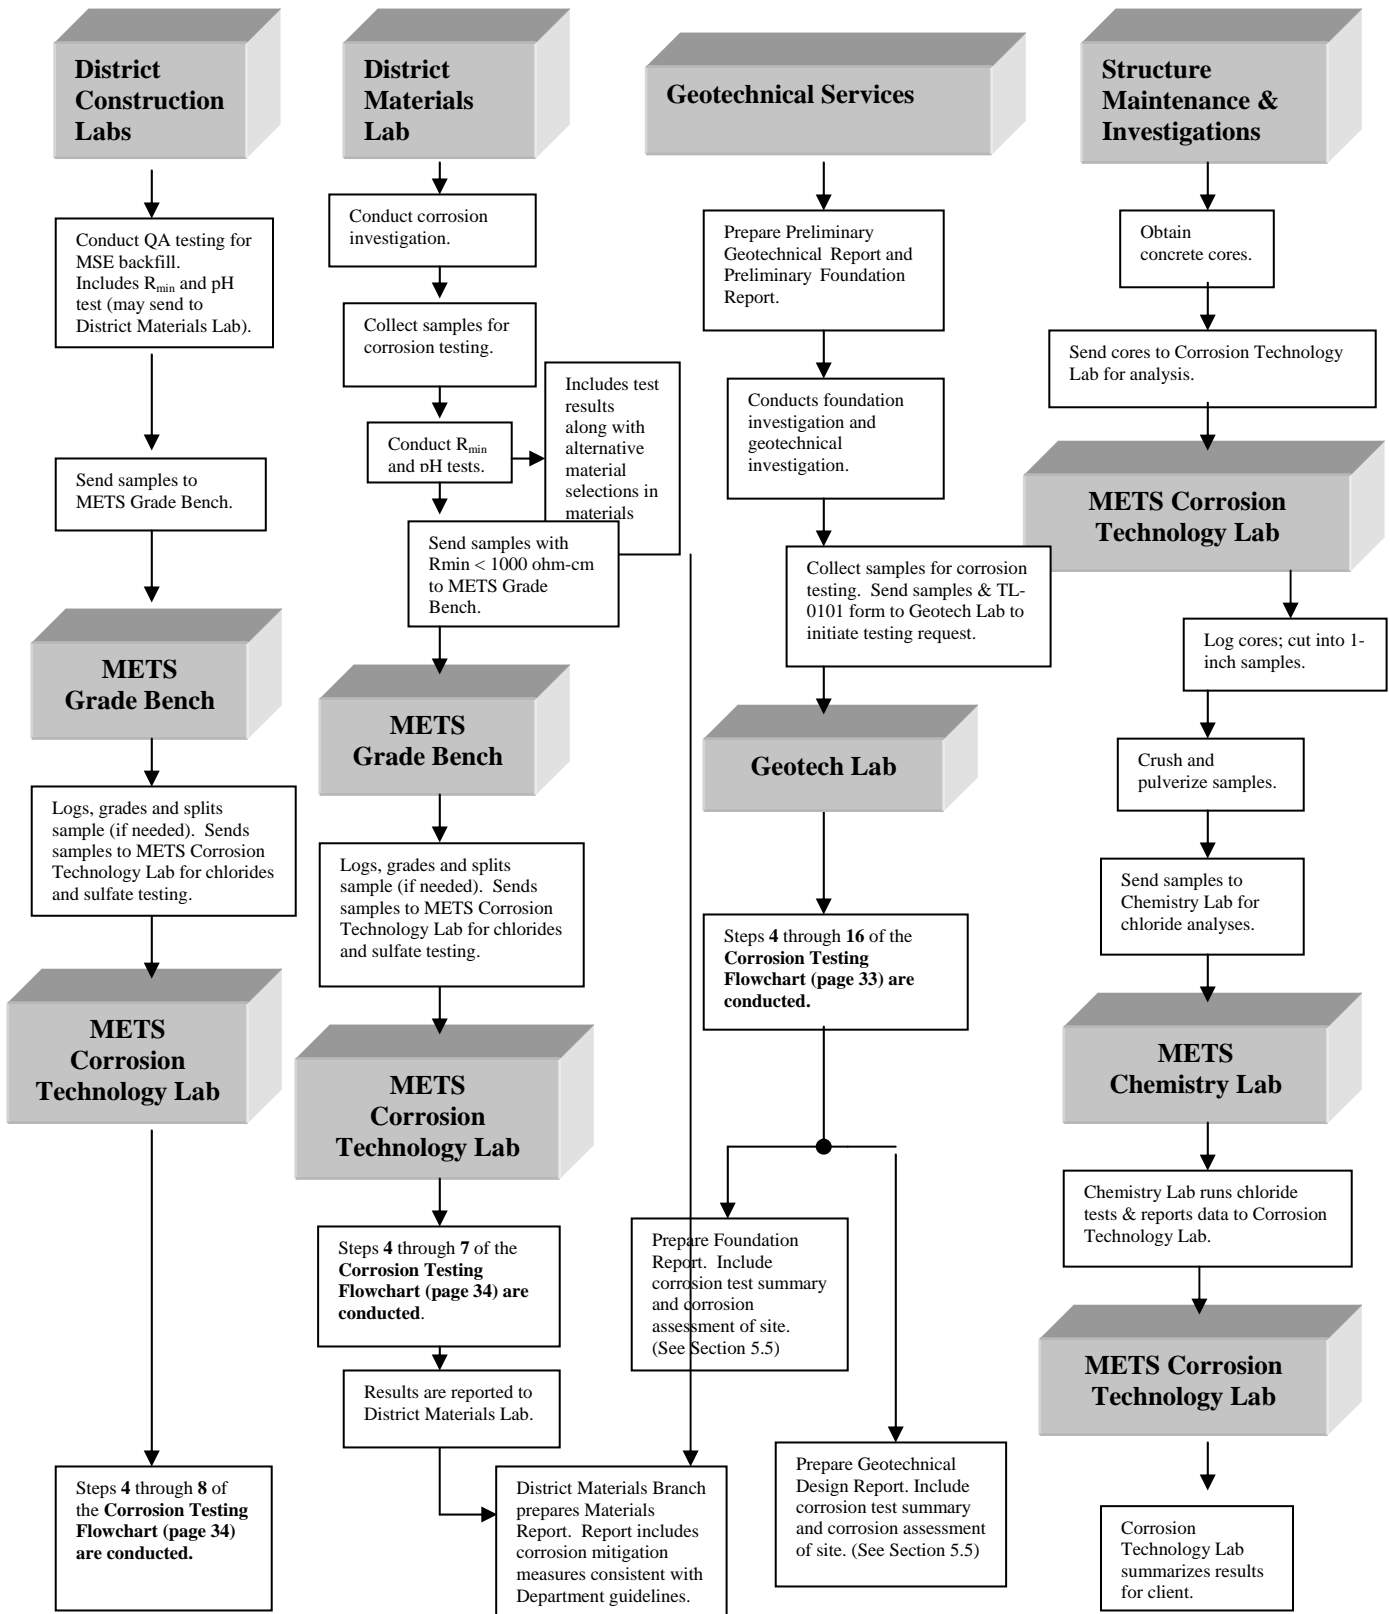 District
Construction
Labs
Conduct QA testing for
MSE backfill.
Includes Rmin and pH
test (may send to
District Materials Lab).
Send samples to
METS Grade Bench.
METS
Grade Bench
Logs, grades and splits
sample (if needed).  Sends
samples to METS Corrosion
Technology Lab for chlorides
and sulfate testing.
METS
Corrosion
Technology Lab
Steps 4 through 8 of
the Corrosion Testing
Flowchart (page 34)
are conducted.
District
Materials
Lab
Conduct corrosion
investigation.
Collect samples for
corrosion testing.
Conduct Rmin
and pH tests.
Includes test
results
along with
alternative
material
selections in
materials
Send samples with
Rmin < 1000 ohm-cm
to METS Grade
Bench.
METS
Grade Bench
Logs, grades and splits
sample (if needed).  Sends
samples to METS Corrosion
Technology Lab for chlorides
and sulfate testing.
METS
Corrosion
Technology Lab
Steps 4 through 7 of the
Corrosion Testing
Flowchart (page 34) are
conducted.
Results are reported to
District Materials Lab.
District Materials Branch
prepares Materials
Report.  Report includes
corrosion mitigation
measures consistent with
Department guidelines.
Geotechnical Services
Prepare Preliminary
Geotechnical Report and
Preliminary Foundation
Report.
Conducts foundation
investigation and
geotechnical
investigation.
Collect samples for corrosion
testing.  Send samples & TL-
0101 form to Geotech Lab to
initiate testing request.
Geotech Lab
Steps 4 through 16 of the
Corrosion Testing
Flowchart (page 33) are
conducted.
Prepare Foundation
Report.  Include
corrosion test summary
and corrosion
assessment of site.
(See Section 5.5)
Prepare Geotechnical
Design Report. Include
corrosion test summary
and corrosion assessment
of site. (See Section 5.5)
Structure
Maintenance &
Investigations
Obtain
concrete cores.
Send cores to Corrosion Technology
Lab for analysis.
METS Corrosion
Technology Lab
Log cores; cut into 1-
inch samples.
Crush and
pulverize samples.
Send samples to
Chemistry Lab for
chloride analyses.
METS
Chemistry Lab
Chemistry Lab runs chloride
tests & reports data to Corrosion
Technology Lab.
METS Corrosion
Technology Lab
Corrosion
Technology Lab
summarizes results
for client.